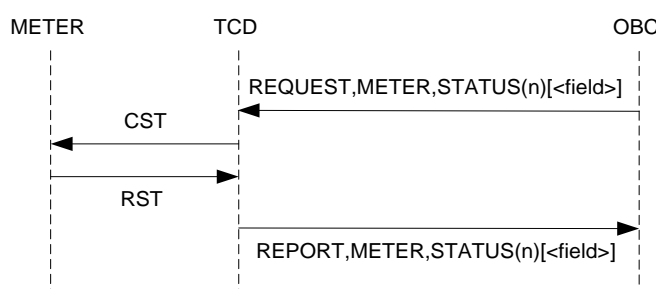 METER TCD OBC
REQUEST,METER,STATUS(n)[<field>]
CST
RST
REPORT,METER,STATUS(n)[<field>]